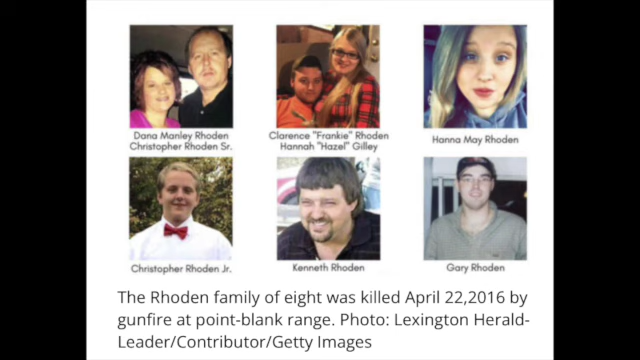 Dana Manley Rhoden
Christopher Rhoden Sr.
Clarence "Frankie" Rhoden
Hannah "Hazel" Gilley
Hanna May Rhoden
Christopher Rhoden Jr.
Kenneth Rhoden
Gary Rhoden
The Rhoden family of eight was killed April 22,2016 by
gunfire at point-blank range. Photo: Lexington Herald-
Leader/Contributor/Getty Images